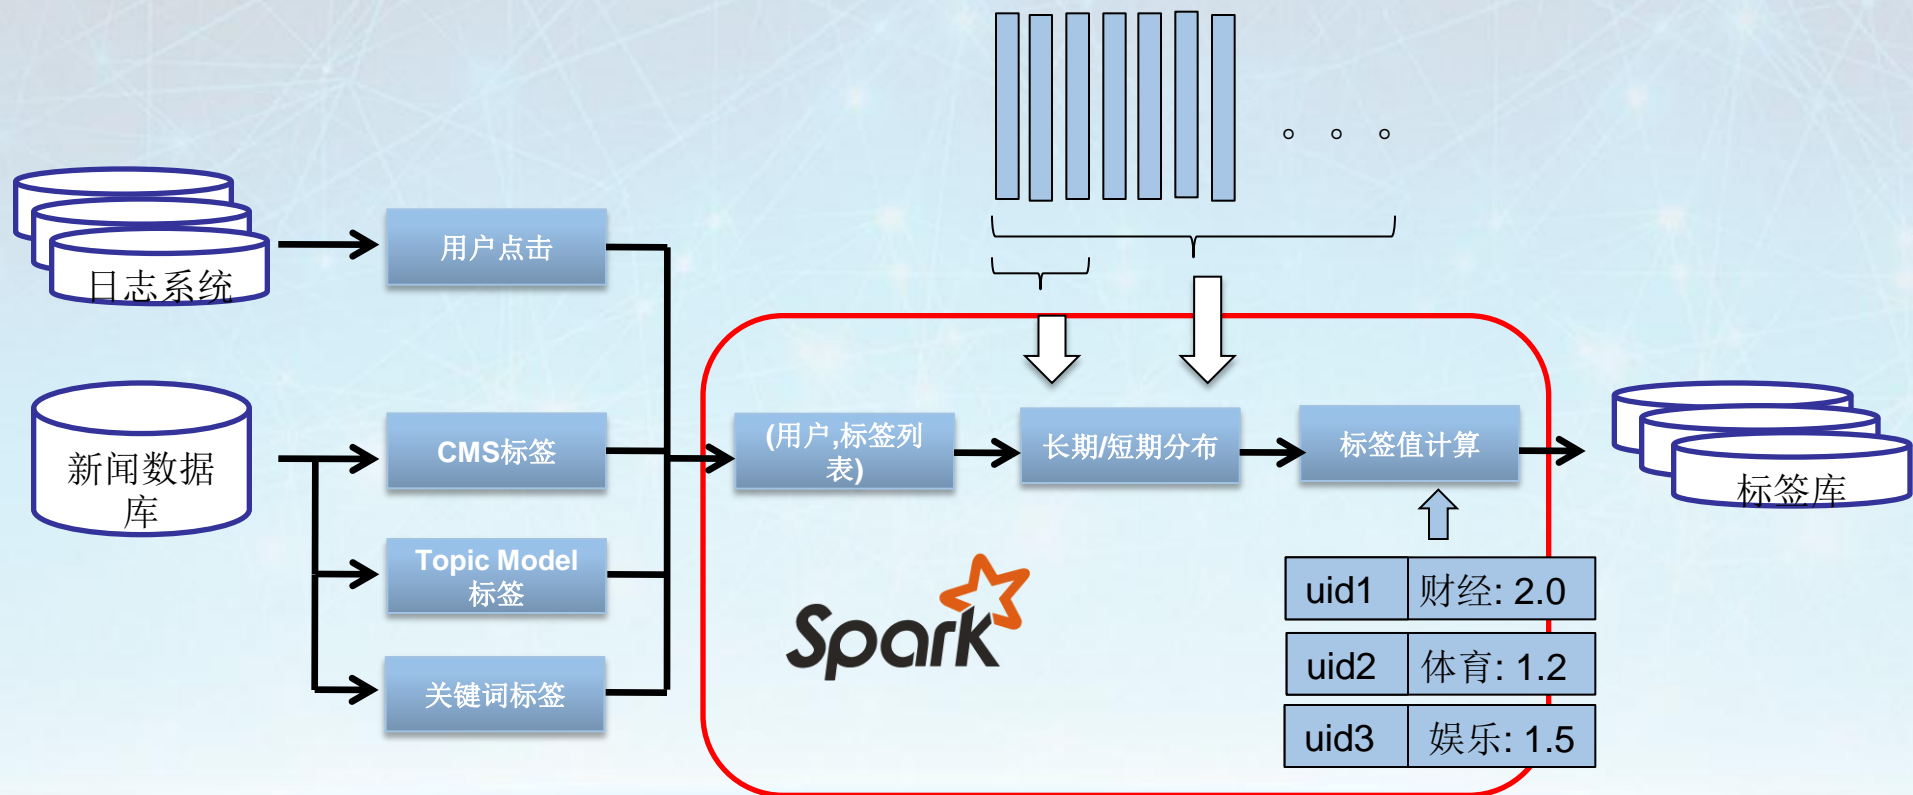 日志系统
用户点击
新闻数据
库
CMS标签
Topic Model
标签
关键词标签
(用户,标签列
表)
长期/短期分布
标签值计算
标签库
。 。 。
Spark
uid1 财经: 2.0
uid2 体育: 1.2
uid3 娱乐: 1.5